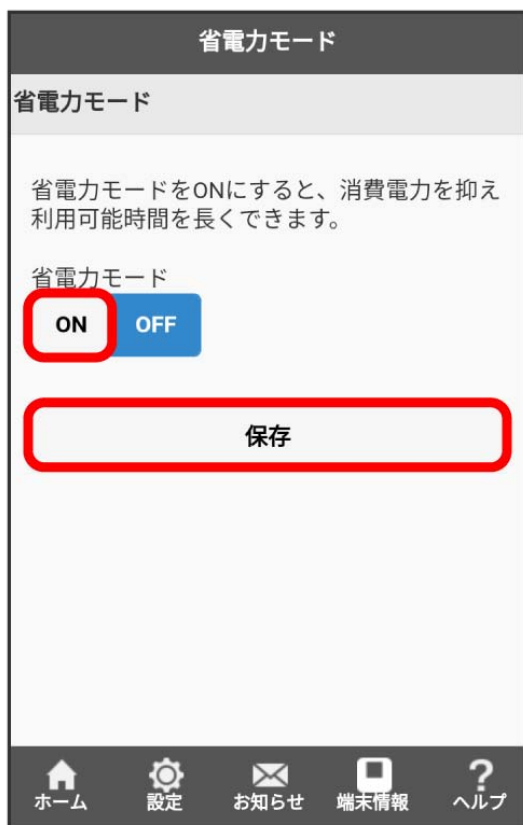 省電力モード
省電力モード
省電力モードをONにすると、消費電力を抑え
利用可能時間を長くできます。
省電力モード
ON OFF
保存
ホーム 設定 お知らせ 端末情報 ヘルプ